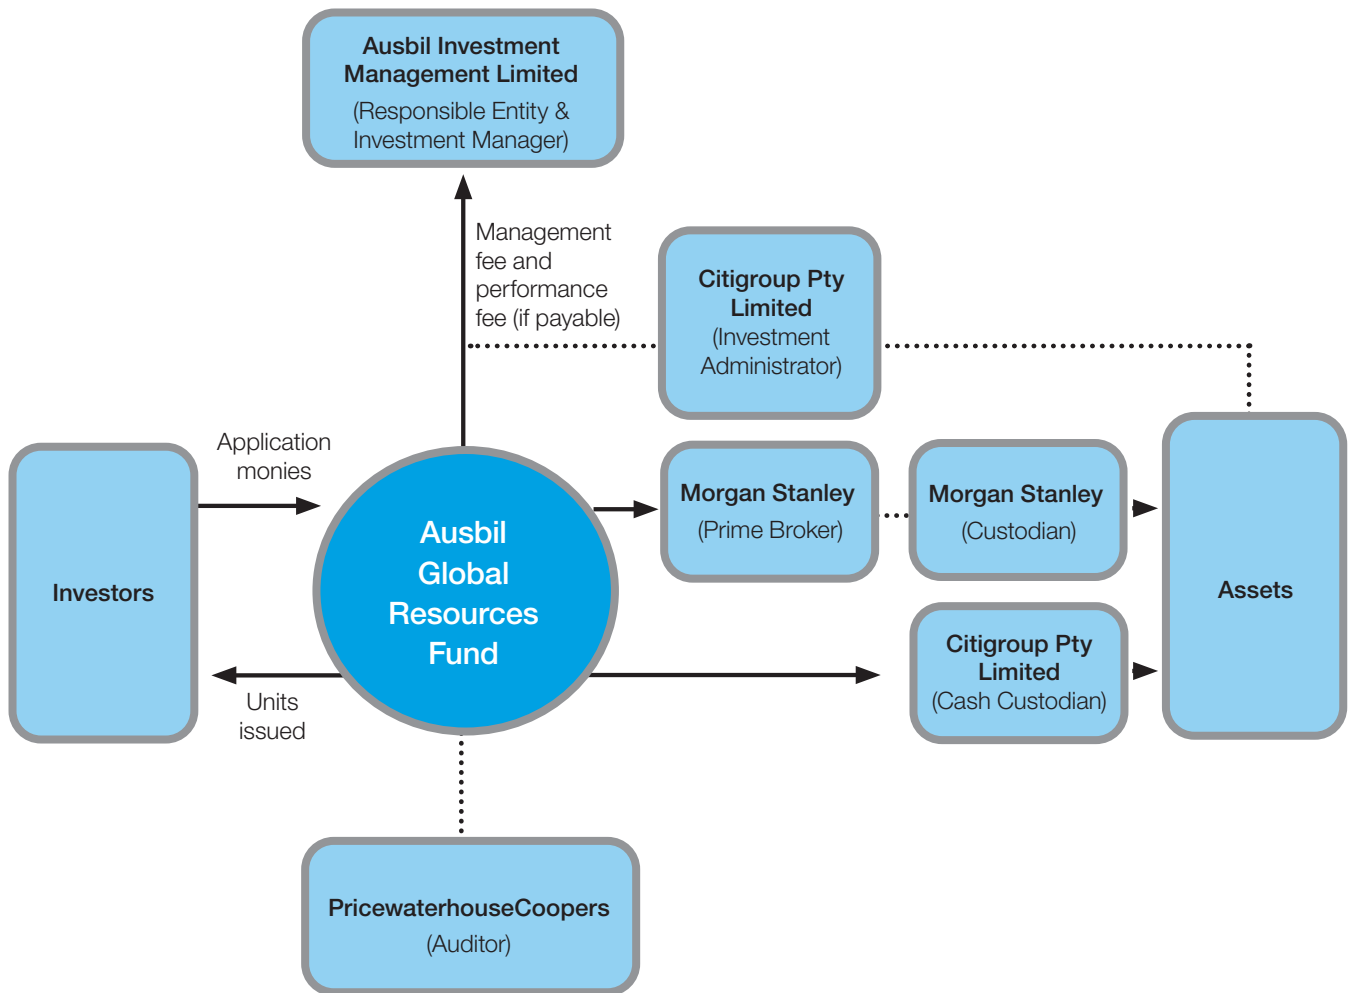 Ausbil Investment
Management Limited
(Responsible Entity &
Investment Manager)
Management
fee and
performance
fee (if payable)
Citigroup Pty
Limited
(Investment
Administrator)
Application
monies
Investors
Units
issued
Ausbil
Global
Resources
Fund
Morgan Stanley
(Prime Broker)
Morgan Stanley
(Custodian)
Citigroup Pty
Limited
(Cash Custodian)
Assets
PricewaterhouseCoopers
(Auditor)